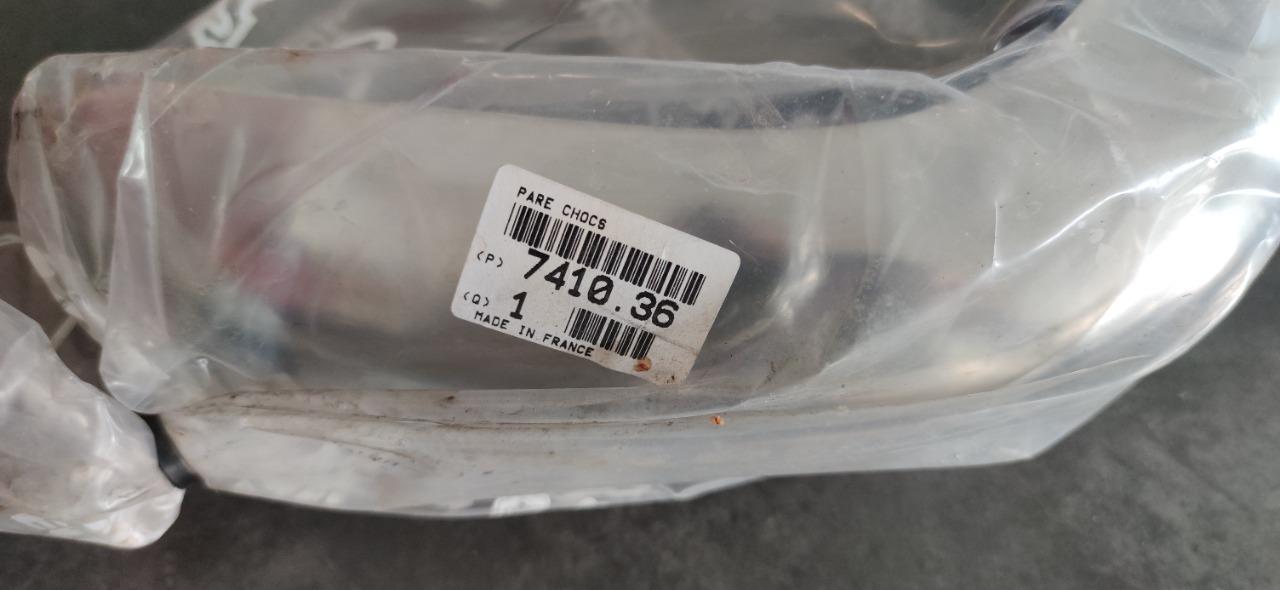 PARE CHOCS
(P) 7410.36
(Q) 1
MADE IN FRANCE